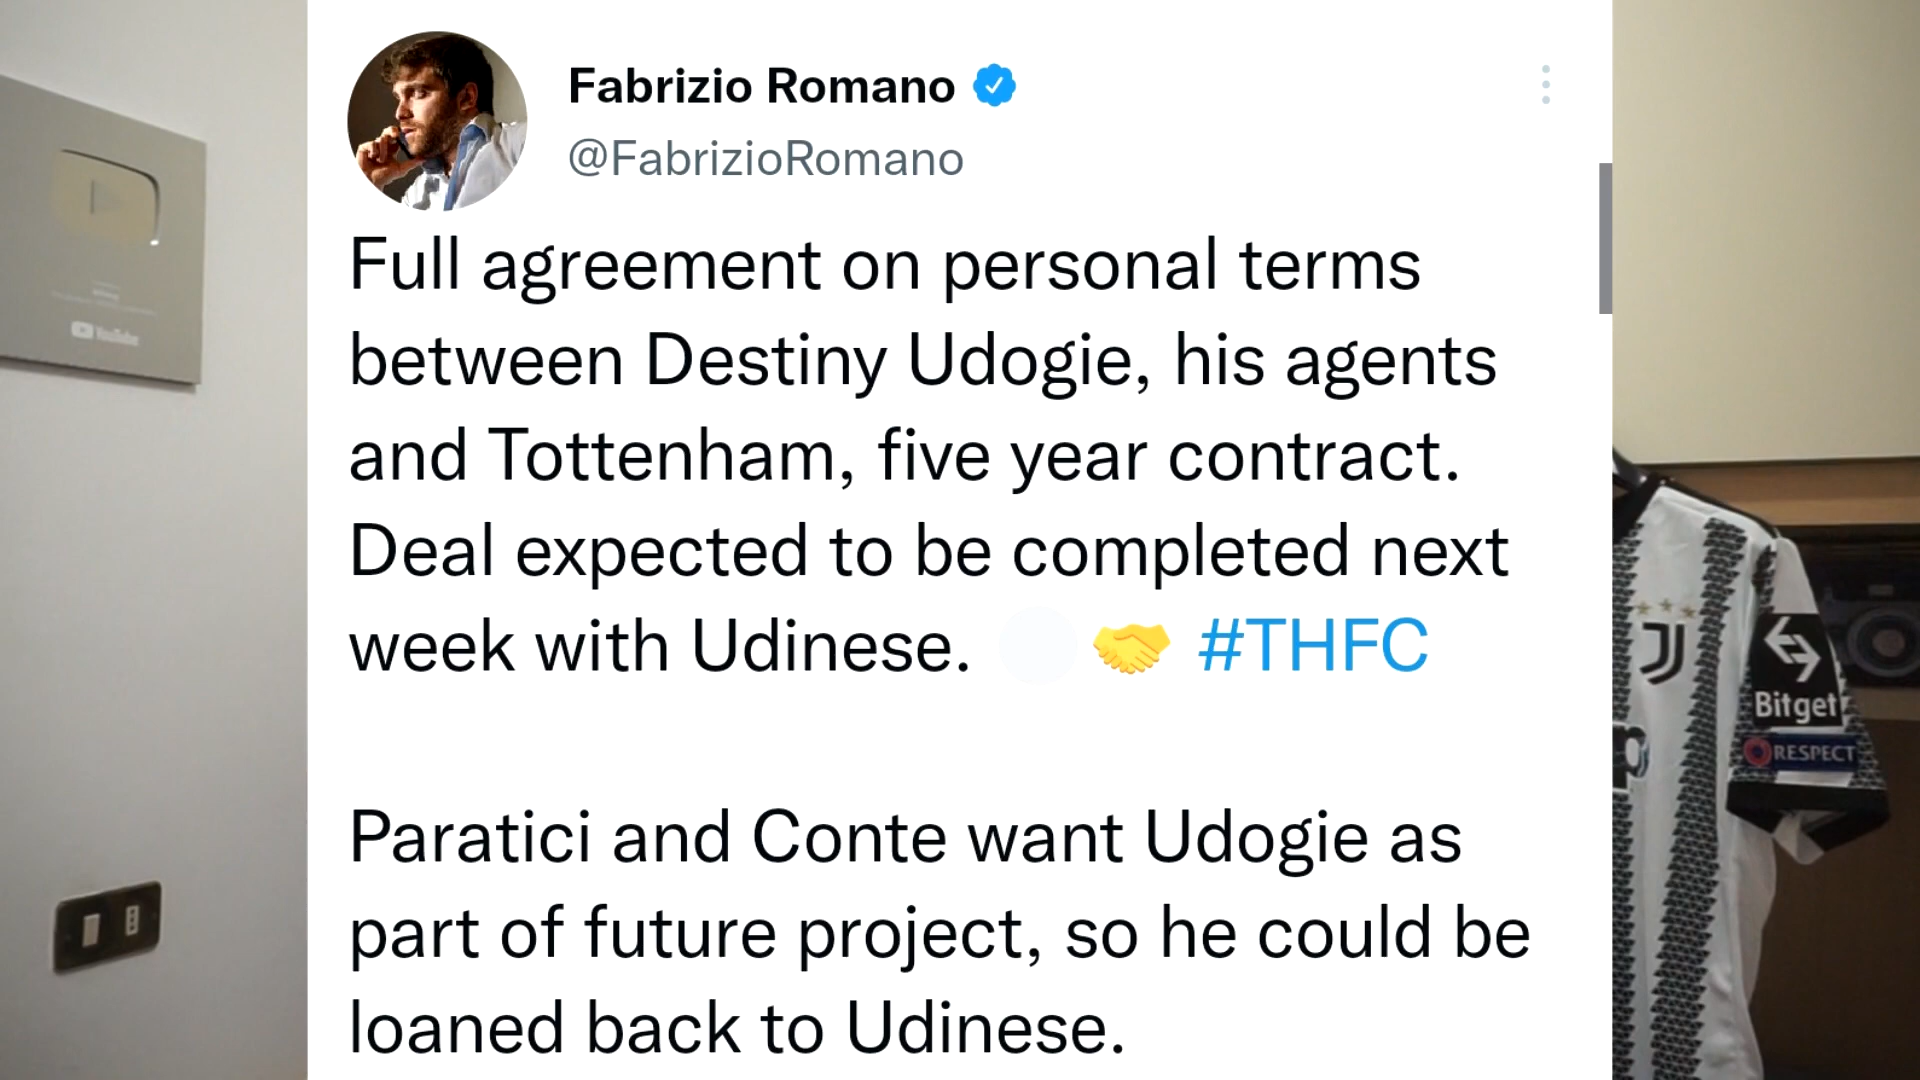 Fabrizio Romano
@FabrizioRomano
Full agreement on personal terms
between Destiny Udogie, his agents
and Tottenham, five year contract.
Deal expected to be completed next
week with Udinese. 🤝 #THFC
Paratici and Conte want Udogie as
part of future project, so he could be
loaned back to Udinese.
YouTube
Bitget
RESPECT